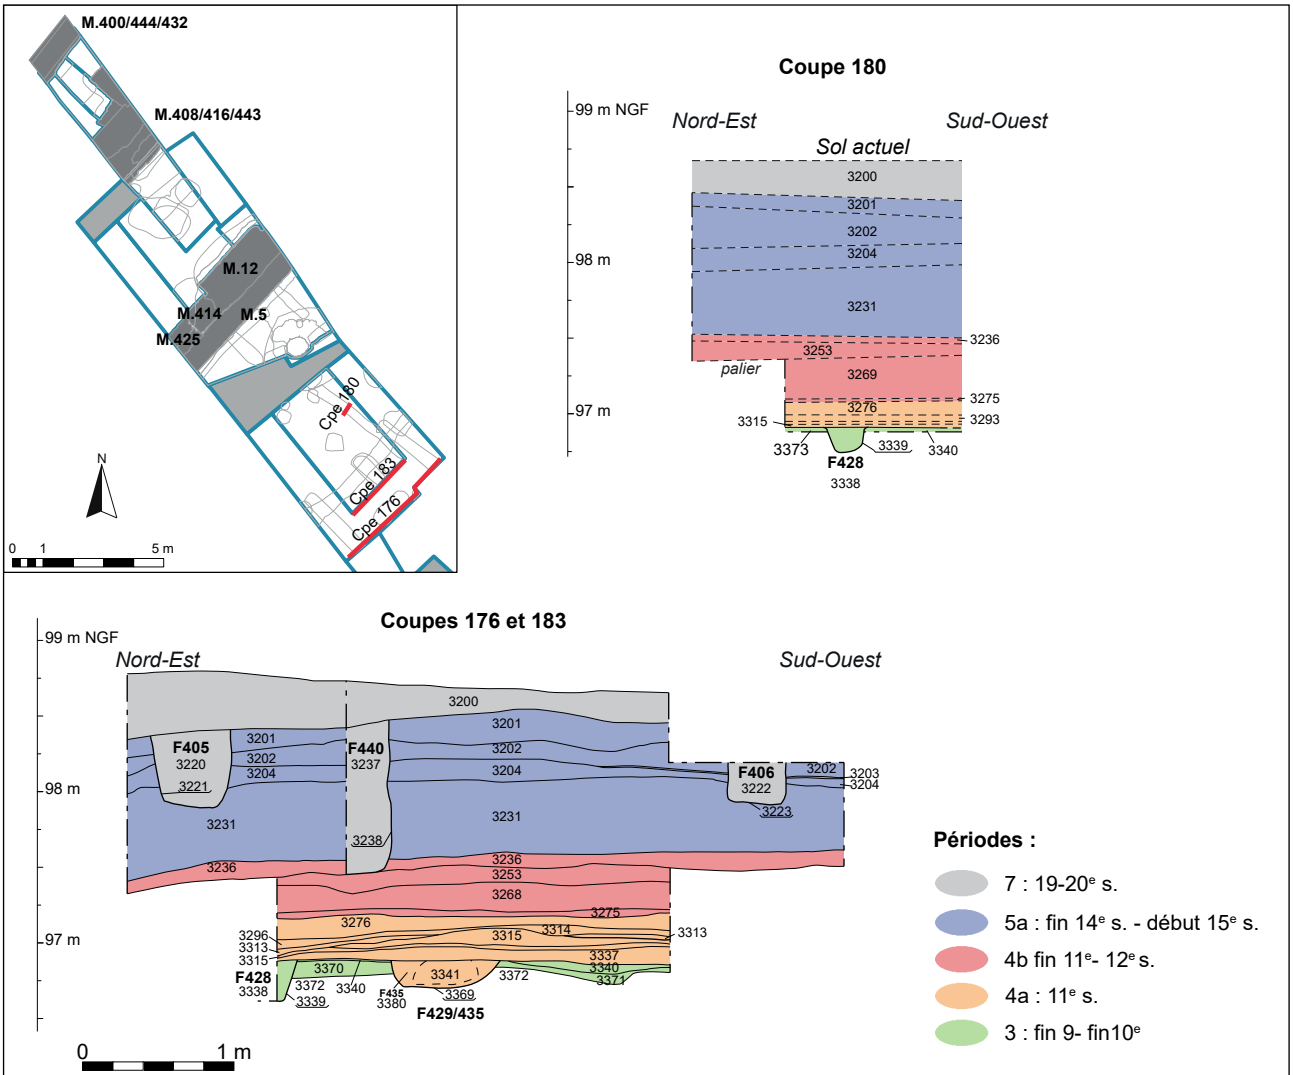 M.400/444/432
M.408/416/443
M.12
M.414
M.5
M.425
Cpe 180
Cpe 183
Cpe 176
N
0 1 5 m
Coupe 180
99 m NGF
Nord-Est
Sud-Ouest
Sol actuel
3200
3201
3202
98 m
3204
3231
3236
3253
palier
3269
3275
97 m
3276
3315
3293
3373
3339
3340
F428
3338
Coupes 176 et 183
99 m NGF
Nord-Est
Sud-Ouest
3200
3201
3201
F405
F440
3220
3202
3237
3202
3204
3204
F406
3202
3203
3204
98 m
3221
3222
3223
3231
3231
3238
3236
3236
3253
3268
3275
3276
3296
3314
3313
3315
3313
97 m
3315
3337
F428
3370
3340
3338
3372
3340
3341
3372
3371
3339
F435
3380
3369
F429/435
0 1 m
Périodes :
7 : 19-20e s.
5a : fin 14e s. - début 15e s.
4b fin 11e- 12e s.
4a : 11e s.
3 : fin 9- fin10e